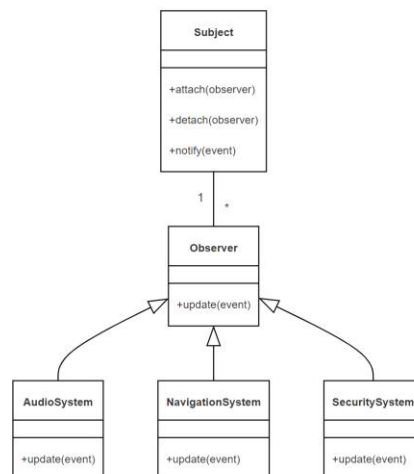 Subject
+attach(observer)
+detach(observer)
+notify(event)
1
*
Observer
+update(event)
AudioSystem
+update(event)
NavigationSystem
+update(event)
SecuritySystem
+update(event)